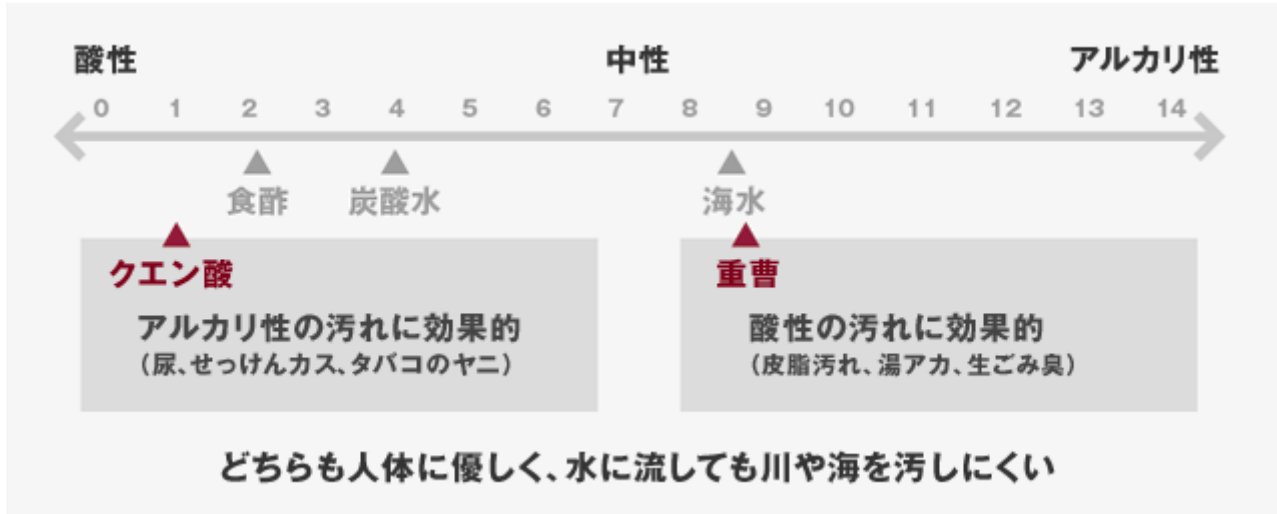 酸性 中性 アルカリ性
0 1 2 3 4 5 6 7 8 9 10 11 12 13 14
食酢 炭酸水 海水
クエン酸
アルカリ性の汚れに効果的
（尿、せっけんカス、タバコのヤニ）
重曹
酸性の汚れに効果的
（皮脂汚れ、湯アカ、生ごみ臭）
どちらも人体に優しく、水に流しても川や海を汚しにくい